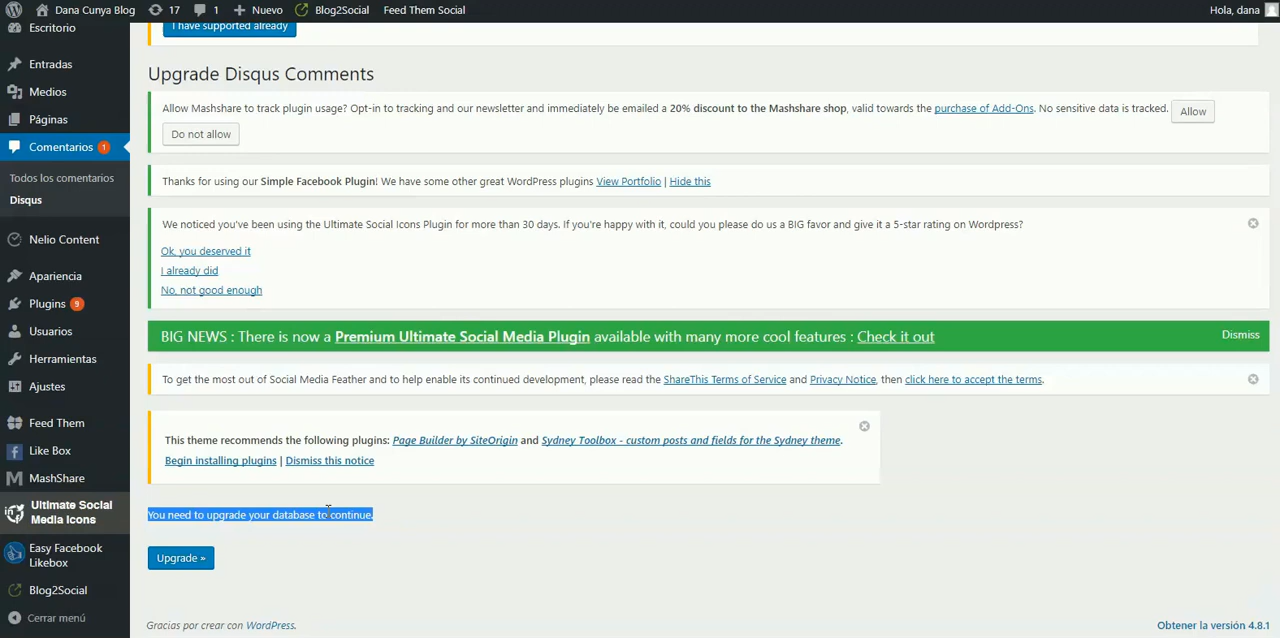 Dana Cunya Blog 17 1 Nuevo Blog2Social Feed Them Social Hola, dana
Escritorio
Entradas
Medios
Páginas
Comentarios 1
Todos los comentarios
Disqus
Nelio Content
Apariencia
Plugins 9
Usuarios
Herramientas
Ajustes
Feed Them
Like Box
MashShare
Ultimate Social
Media Icons
Easy Facebook
Likebox
Blog2Social
Cerrar menú
I have supported already
Upgrade Disqus Comments
Allow Mashshare to track plugin usage? Opt-in to tracking and our newsletter and immediately be emailed a 20% discount to the Mashshare shop, valid towards the purchase of Add-Ons. No sensitive data is tracked. Allow
Do not allow
Thanks for using our Simple Facebook Plugin! We have some other great WordPress plugins View Portfolio | Hide this
We noticed you've been using the Ultimate Social Icons Plugin for more than 30 days. If you're happy with it, could you please do us a BIG favor and give it a 5-star rating on Wordpress?
Ok, you deserved it
I already did
No, not good enough
BIG NEWS : There is now a Premium Ultimate Social Media Plugin available with many more cool features : Check it out Dismiss
To get the most out of Social Media Feather and to help enable its continued development, please read the ShareThis Terms of Service and Privacy Notice, then click here to accept the terms.
This theme recommends the following plugins: Page Builder by SiteOrigin and Sydney Toolbox - custom posts and fields for the Sydney theme.
Begin installing plugins | Dismiss this notice
You need to upgrade your database to continue.
Upgrade »
Gracias por crear con WordPress. Obtener la versión 4.8.1